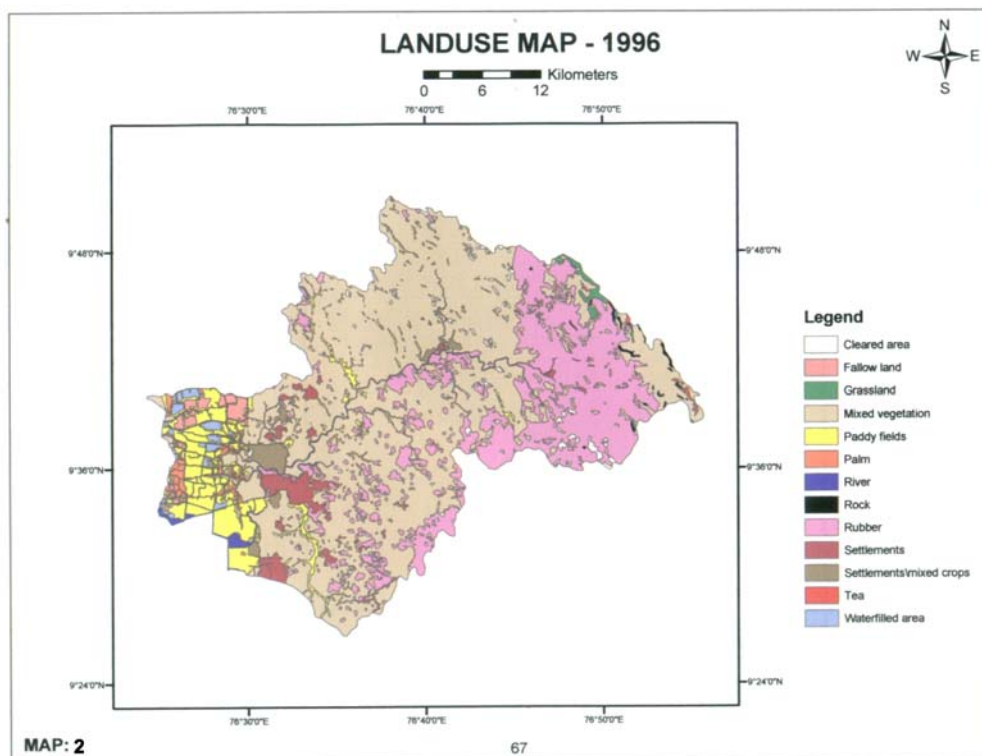 LANDUSE MAP - 1996
N
W E
S
Kilometers
0 6 12
76°30'0"E 76°40'0"E 76°50'0"E
9°48'0"N 9°48'0"N
9°36'0"N 9°36'0"N
9°24'0"N 9°24'0"N
76°30'0"E 76°40'0"E 76°50'0"E
Legend
Cleared area
Fallow land
Grassland
Mixed vegetation
Paddy fields
Palm
River
Rock
Rubber
Settlements
Settlements\mixed crops
Tea
Waterfilled area
MAP: 2
67